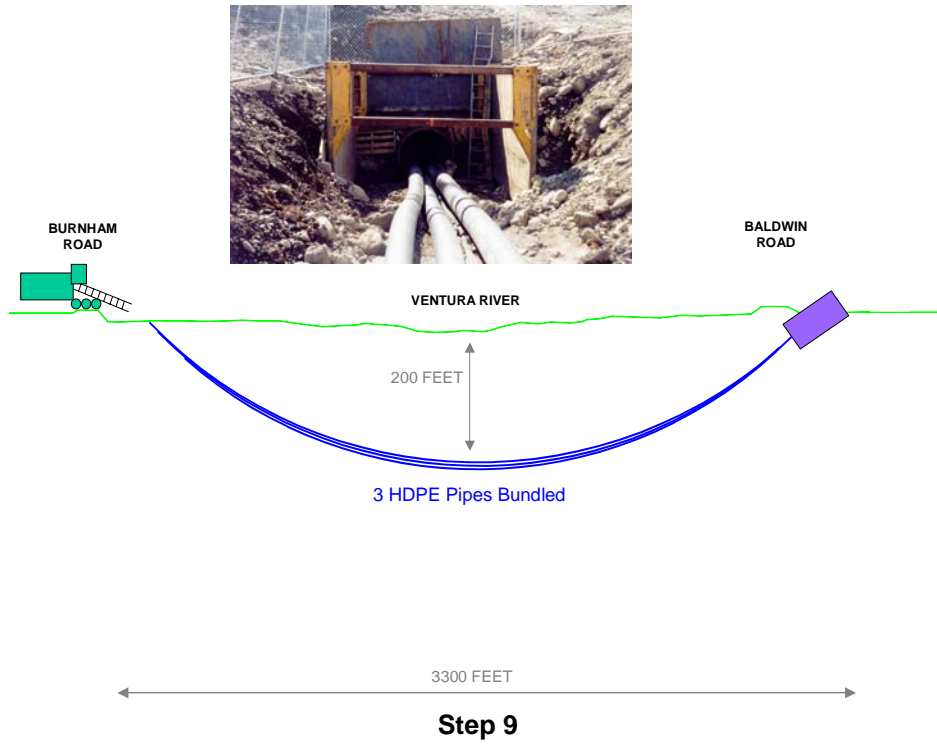 BURNHAM
ROAD
BALDWIN
ROAD
VENTURA RIVER
200 FEET
3 HDPE Pipes Bundled
3300 FEET
Step 9